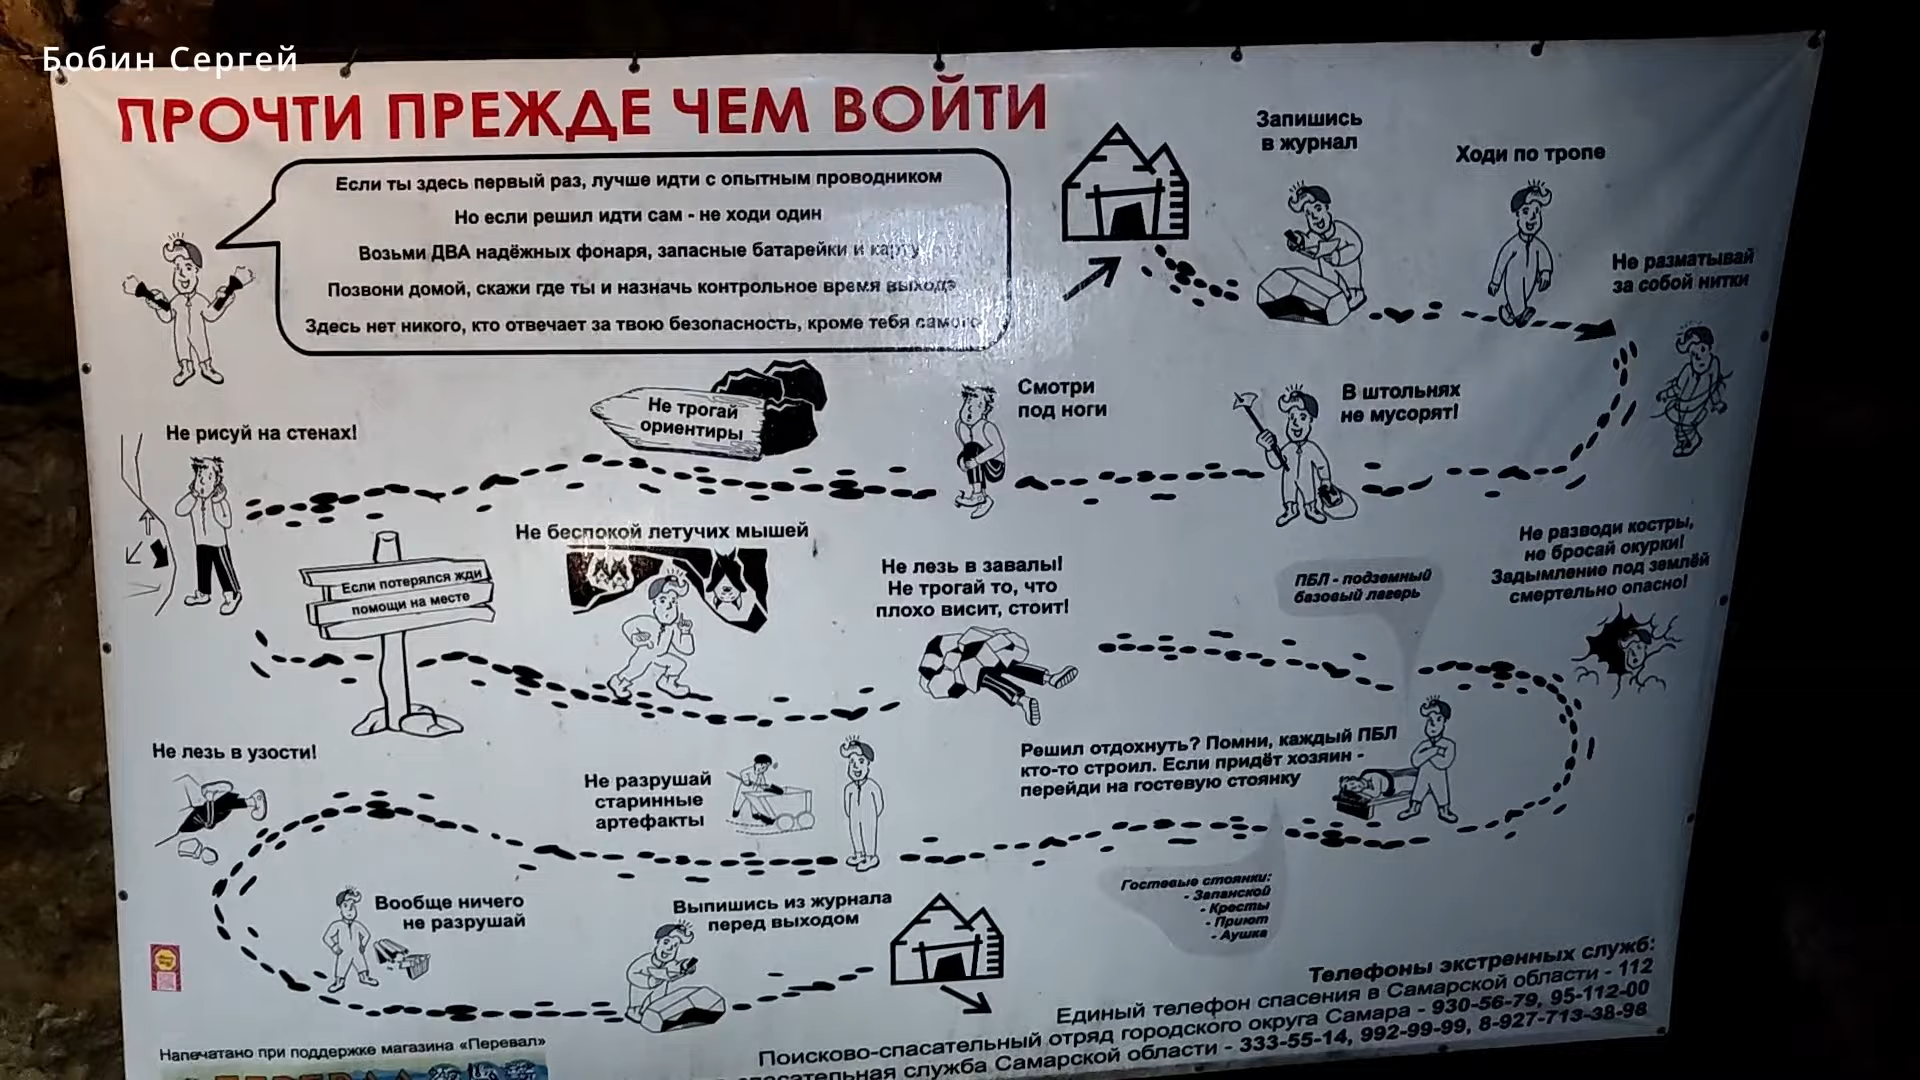 Бобин Сергей
ПРОЧТИ ПРЕЖДЕ ЧЕМ ВОЙТИ
Если ты здесь первый раз, лучше идти с опытным проводником
Но если решил идти сам - не ходи один
Возьми ДВА надёжных фонаря, запасные батарейки и карту
Позвони домой, скажи где ты и назначь контрольное время выхода
Здесь нет никого, кто отвечает за твою безопасность, кроме тебя самого
Запишись
в журнал
Ходи по тропе
Не разматывай
за собой нитки
В штольнях
не мусорят!
Смотри
под ноги
Не трогай
ориентиры
Не рисуй на стенах!
Если потерялся жди
помощи на месте
Не беспокой летучих мышей
Не лезь в завалы!
Не трогай то, что
плохо висит, стоит!
ПБЛ - подземный
базовый лагерь
Не разводи костры,
не бросай окурки!
Задымление под землёй
смертельно опасно!
Решил отдохнуть? Помни, каждый ПБЛ
кто-то строил. Если придёт хозяин -
перейди на гостевую стоянку
Гостевые стоянки:
- Запанской
- Кресты
- Приют
- Аушка
Не разрушай
старинные
артефакты
Не лезь в узости!
Вообще ничего
не разрушай
Выпишись из журнала
перед выходом
Телефоны экстренных служб:
Единый телефон спасения в Самарской области - 112
Поисково-спасательный отряд городского округа Самара - 930-56-79, 95-112-00
спасательная служба Самарской области - 333-55-14, 992-99-99, 8-927-713-38-98
Напечатано при поддержке магазина «Перевал»